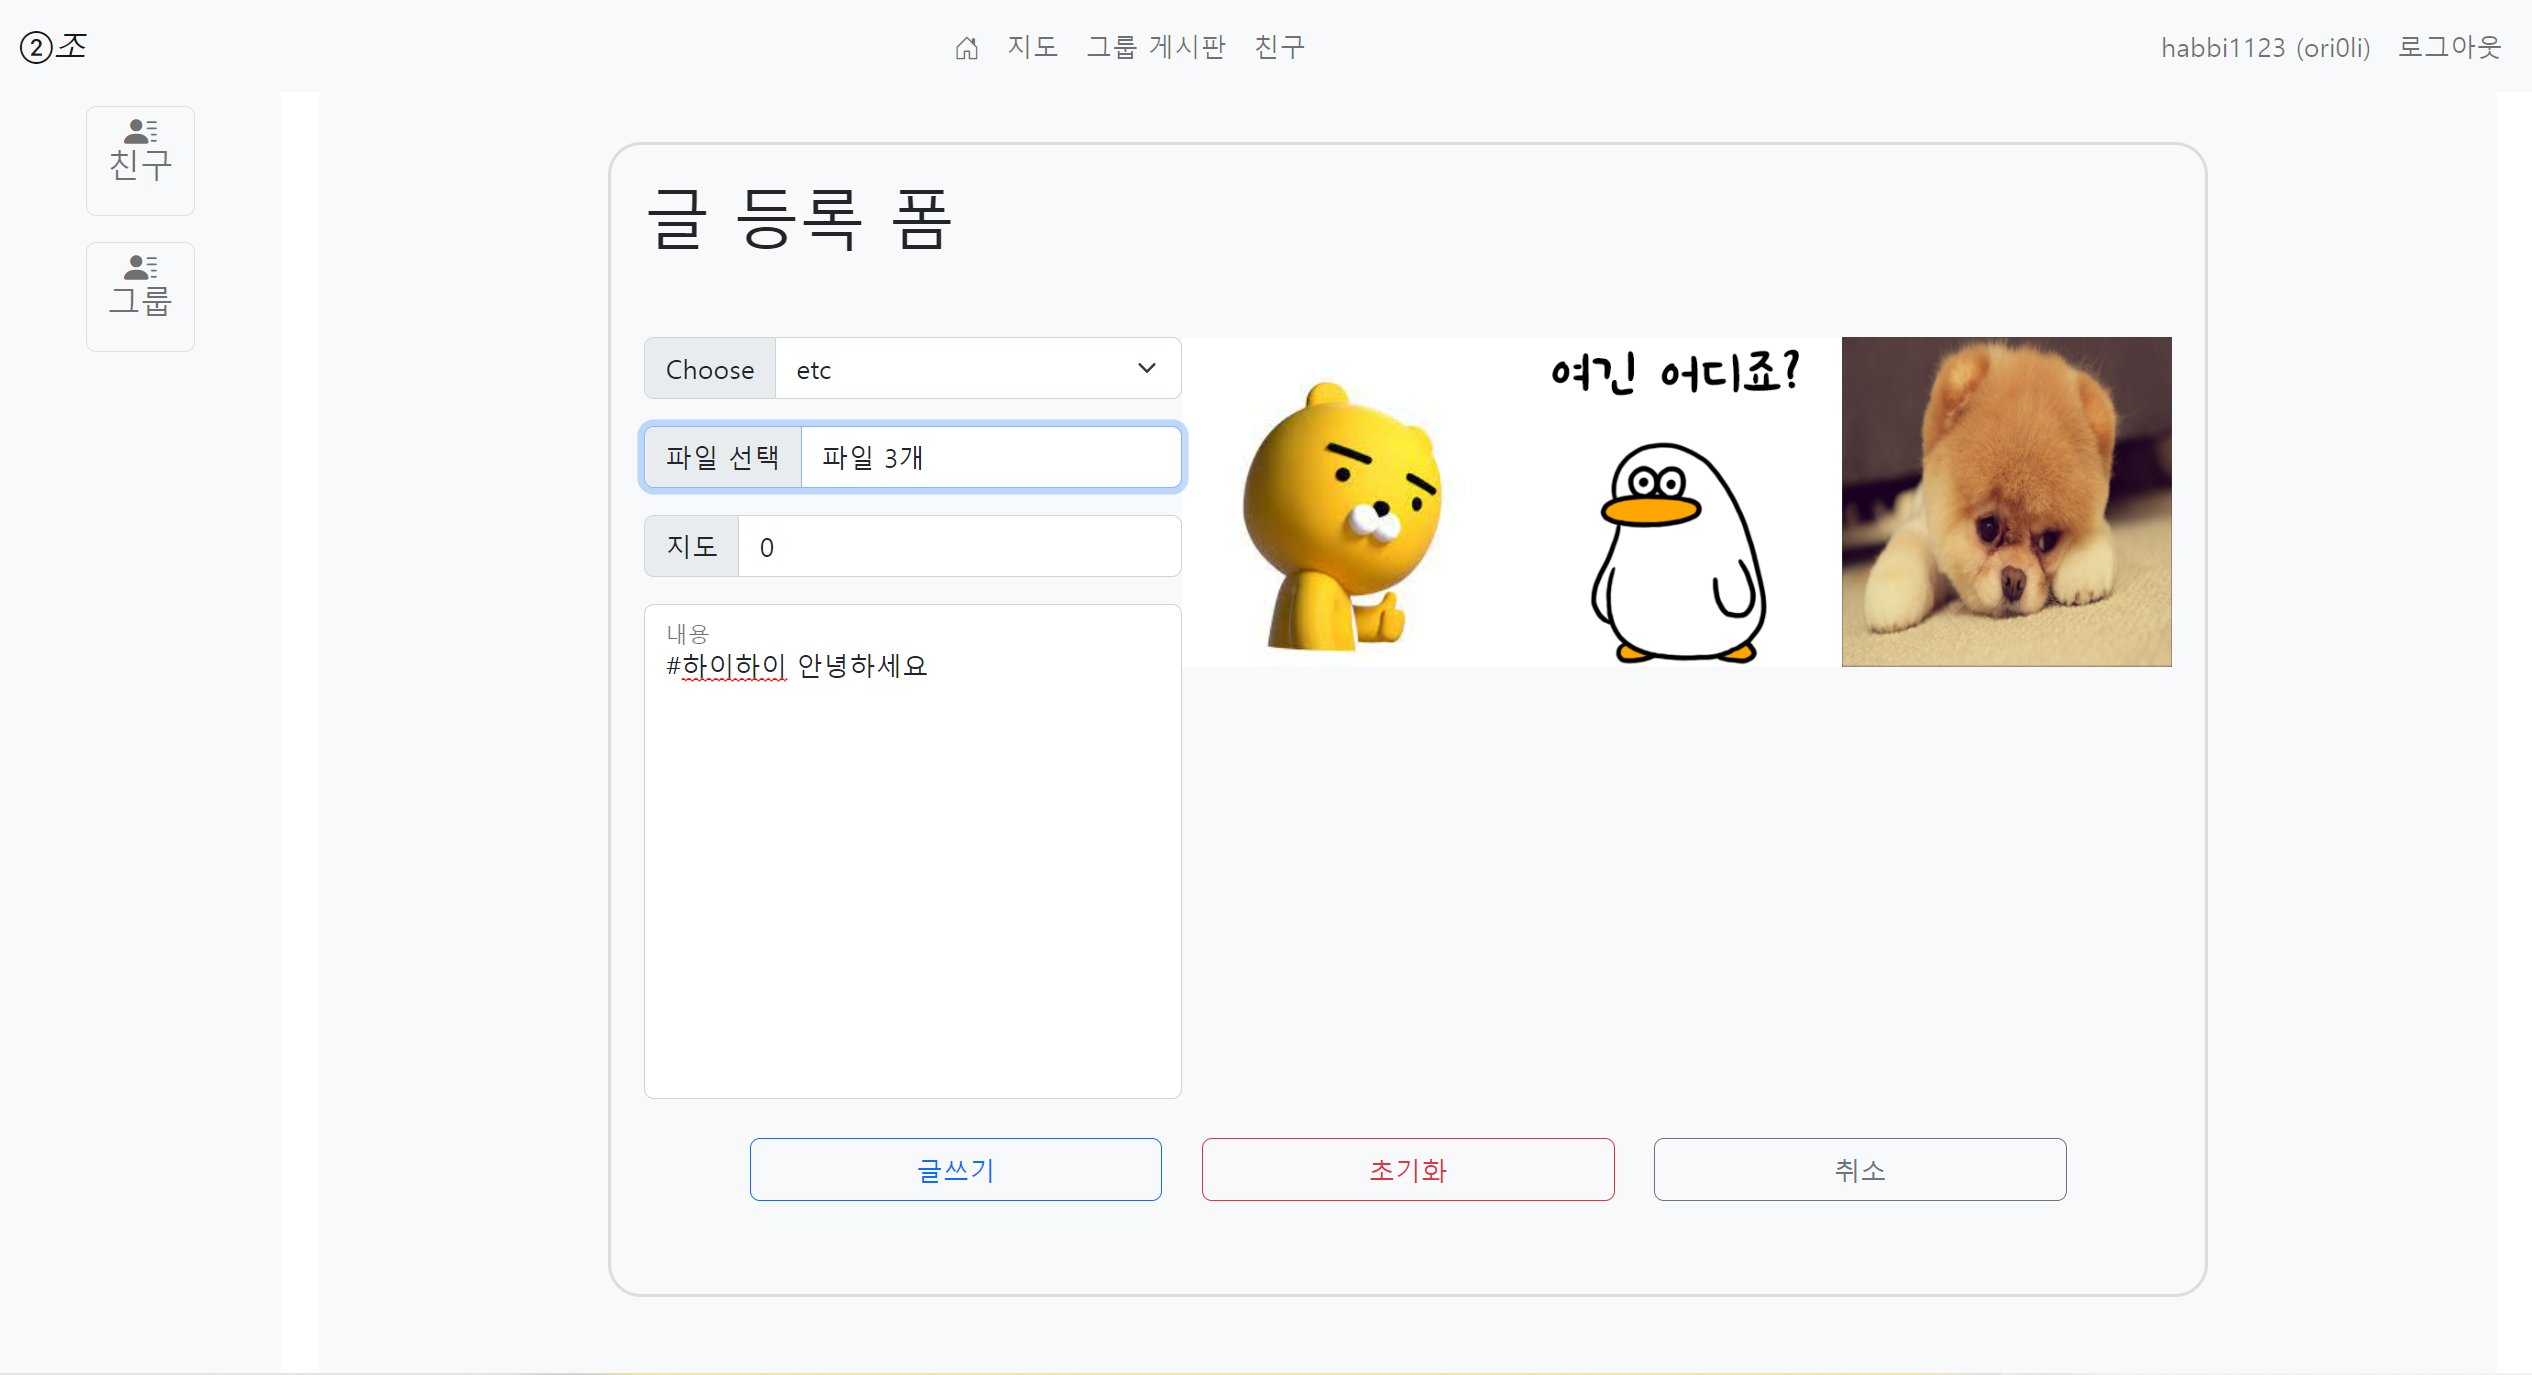 ②조
지도 그룹 게시판 친구
habbi1123 (ori0li) 로그아웃
친구
그룹
글 등록 폼
Choose etc
파일 선택 파일 3개
지도 0
내용
#하이하이 안녕하세요
여긴 어디죠?
글쓰기 초기화 취소